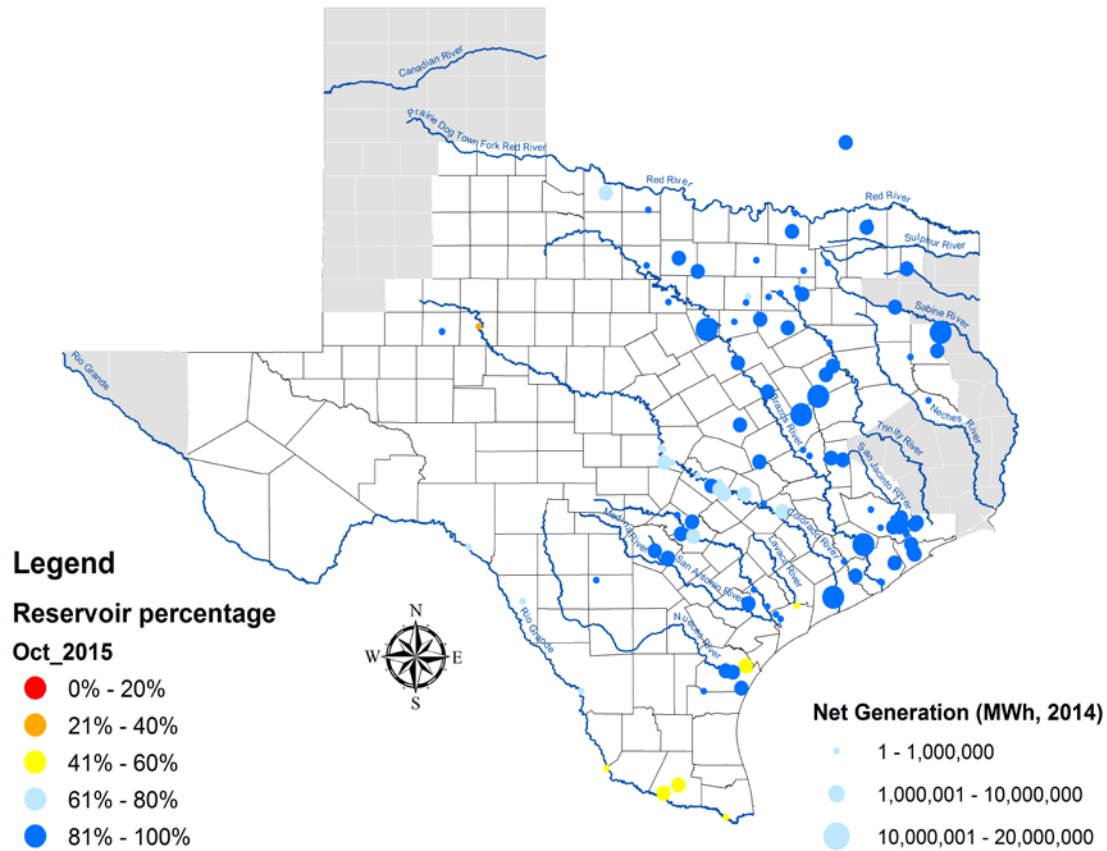 Canadian River
Prairie Dog Town Fork Red River
Red River
Red River
Sulphur River
Sabine River
Rio Grande
Brazos River
Neches River
Trinity River
San Jacinto River
Colorado River
Medina River
Lavaca River
San Antonio River
Nueces River
Rio Grande
Legend
Reservoir percentage
Oct_2015
0% - 20%
21% - 40%
41% - 60%
61% - 80%
81% - 100%
N
W
E
S
Net Generation (MWh, 2014)
1 - 1,000,000
1,000,001 - 10,000,000
10,000,001 - 20,000,000